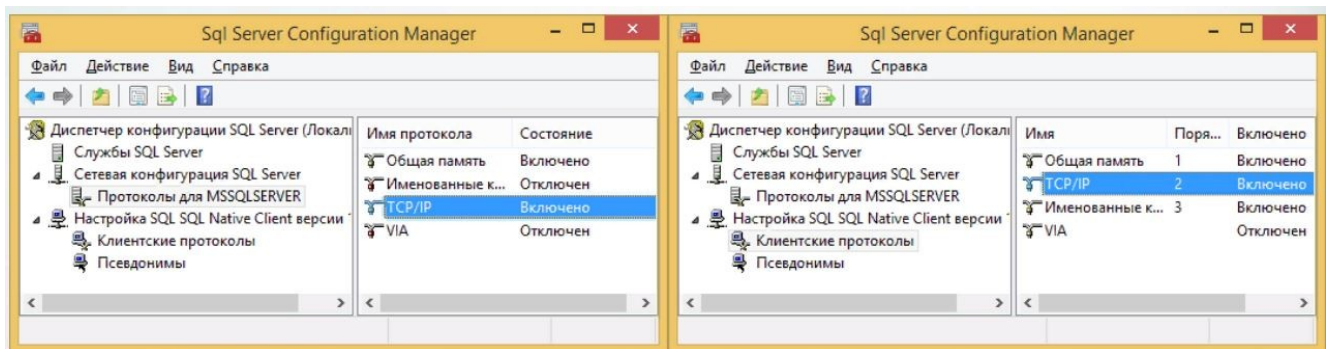 Sql Server Configuration Manager
Файл Действие Вид Справка
Диспетчер конфигурации SQL Server (Локалі
Службы SQL Server
Сетевая конфигурация SQL Server
Протоколы для MSSQLSERVER
Настройка SQL SQL Native Client версии
Клиентские протоколы
Псевдонимы
Имя протокола Состояние
Общая память Включено
Именованные к... Отключен
TCP/IP Включено
VIA Отключен
Sql Server Configuration Manager
Файл Действие Вид Справка
Диспетчер конфигурации SQL Server (Локалі
Службы SQL Server
Сетевая конфигурация SQL Server
Протоколы для MSSQLSERVER
Настройка SQL SQL Native Client версии
Клиентские протоколы
Псевдонимы
Имя Поря... Включено
Общая память 1 Включено
TCP/IP 2 Включено
Именованные к... 3 Включено
VIA Отключен